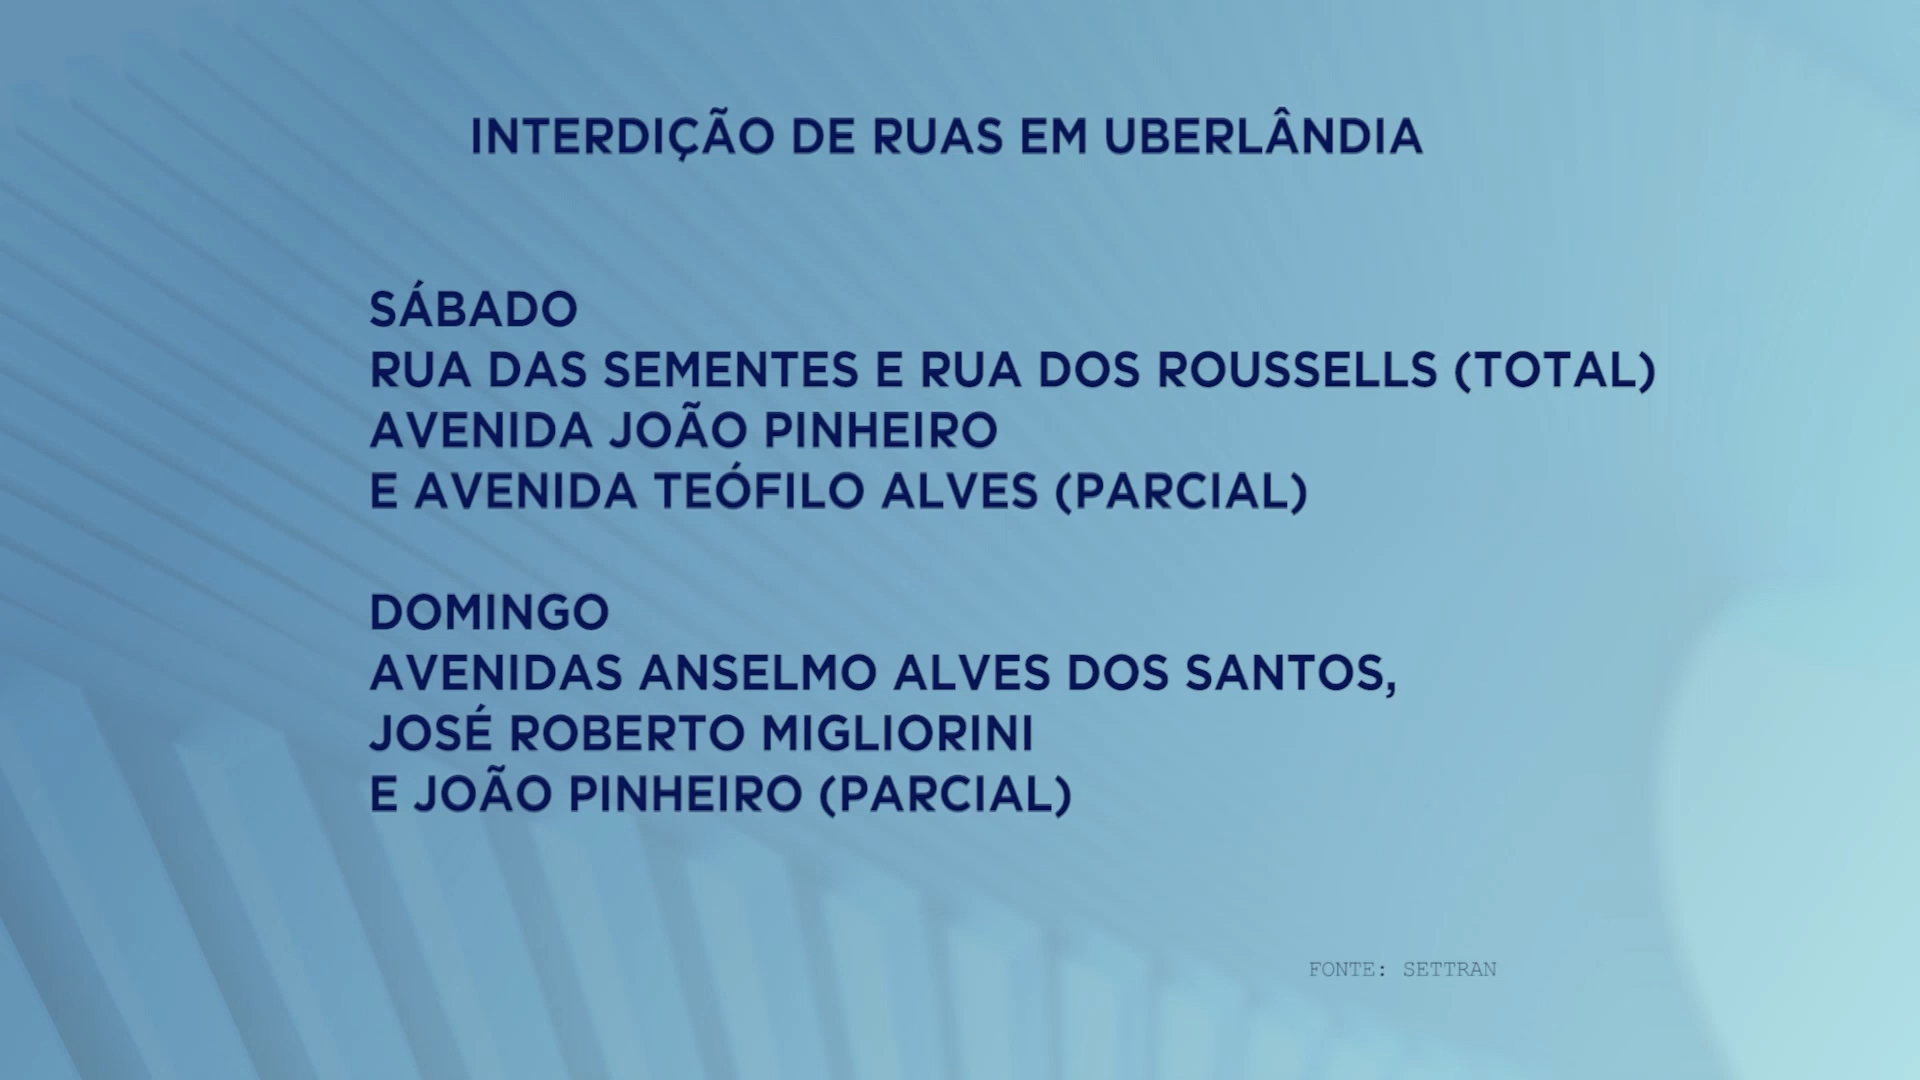 INTERDIÇÃO DE RUAS EM UBERLÂNDIA
SÁBADO
RUA DAS SEMENTES E RUA DOS ROUSSELLS (TOTAL)
AVENIDA JOÃO PINHEIRO
E AVENIDA TEÓFILO ALVES (PARCIAL)
DOMINGO
AVENIDAS ANSELMO ALVES DOS SANTOS,
JOSÉ ROBERTO MIGLIORINI
E JOÃO PINHEIRO (PARCIAL)
FONTE: SETTRAN